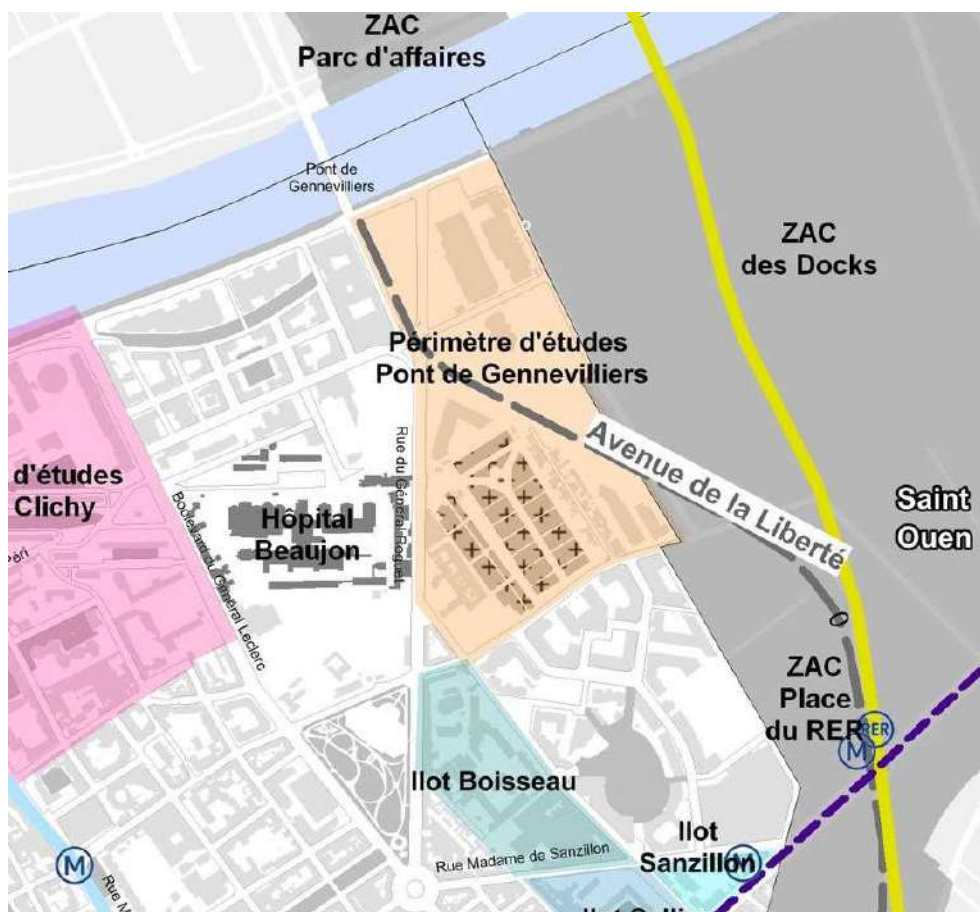 ZAC
Parc d'affaires
Pont de
Gennevilliers
ZAC
des Docks
Périmètre d'études
Pont de Gennevilliers
Avenue de la Liberté
Saint
Ouen
d'études
Clichy
Péri
Boulevard du Général Leclerc
Hôpital
Beaujon
Rue du Général Roguet
ZAC
Place
du RER
RER
M
Ilot Boisseau
Ilot
Sanzillon
M
Rue Madame de Sanzillon
M
Rue M